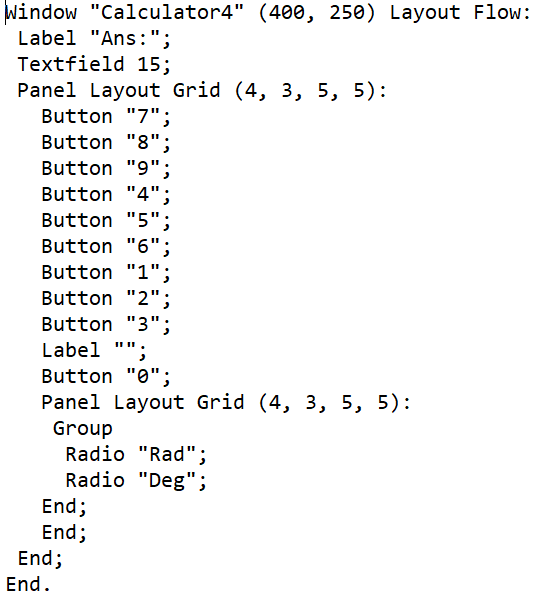 Window "Calculator4" (400, 250) Layout Flow:
Label "Ans:";
Textfield 15;
Panel Layout Grid (4, 3, 5, 5):
Button "7";
Button "8";
Button "9";
Button "4";
Button "5";
Button "6";
Button "1";
Button "2";
Button "3";
Label "";
Button "0";
Panel Layout Grid (4, 3, 5, 5):
Group
Radio "Rad";
Radio "Deg";
End;
End;
End;
End.